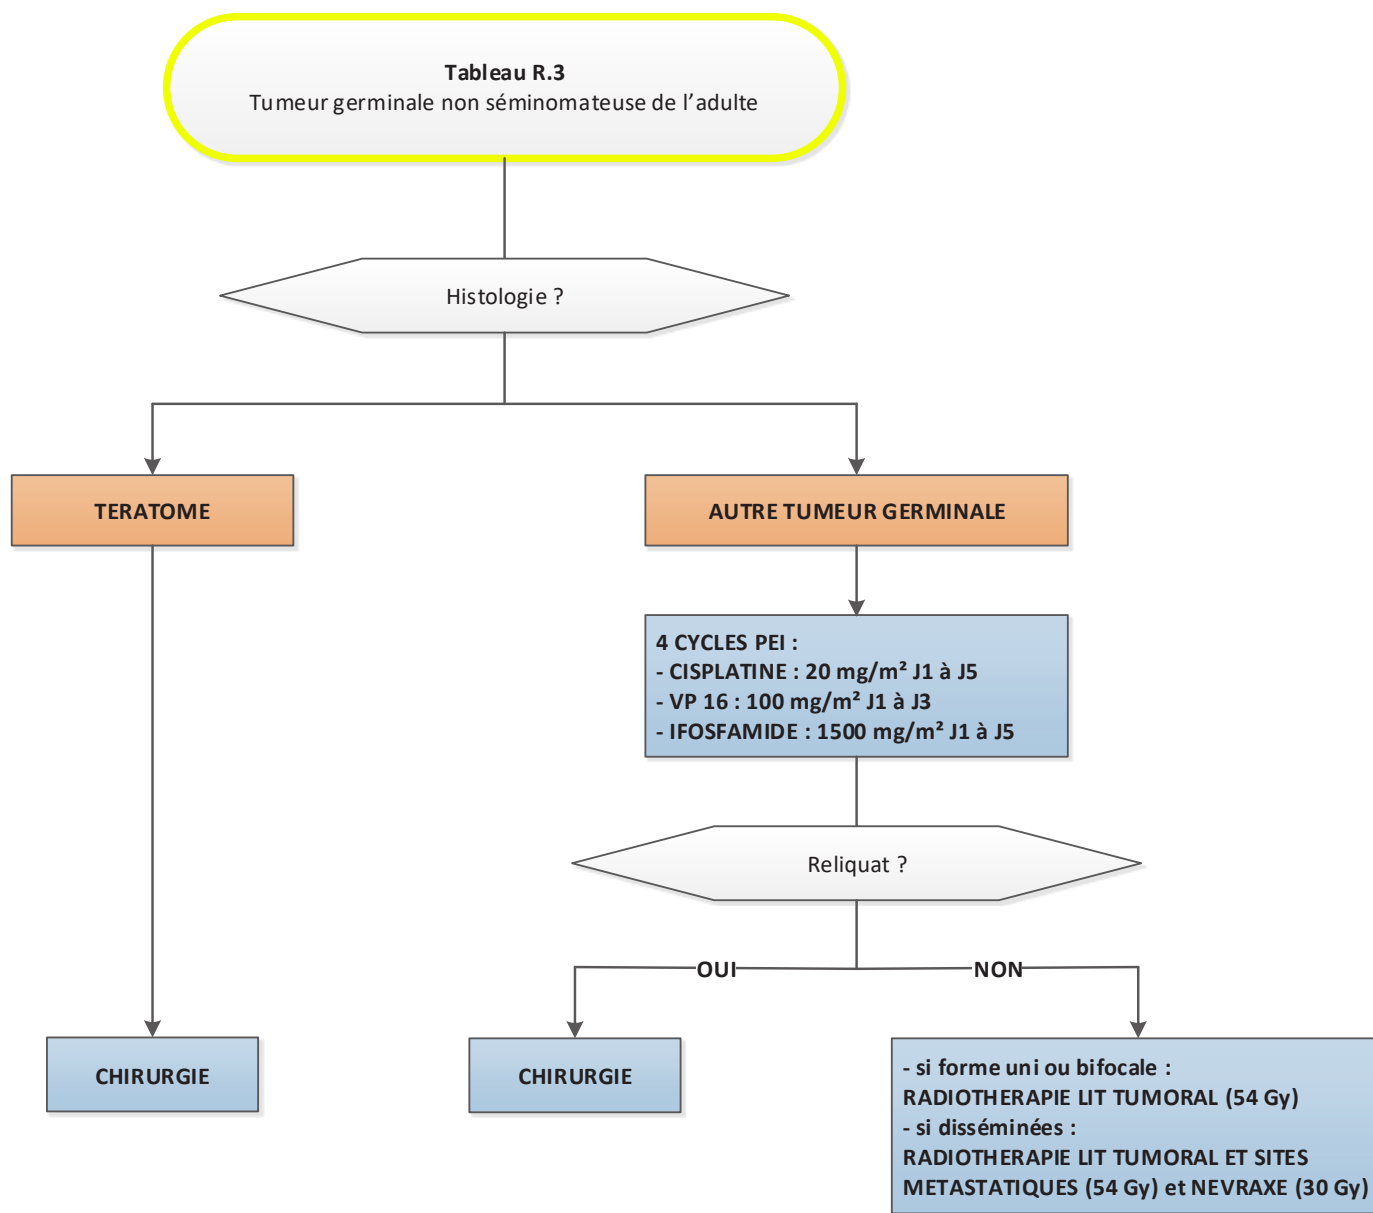 Tableau R.3
Tumeur germinale non séminomateuse de l'adulte
Histologie ?
TERATOME
AUTRE TUMEUR GERMINALE
4 CYCLES PEI :
- CISPLATINE : 20 mg/m² J1 à J5
- VP 16 : 100 mg/m² J1 à J3
- IFOSFAMIDE : 1500 mg/m² J1 à J5
Reliquat ?
OUI
NON
CHIRURGIE
CHIRURGIE
- si forme uni ou bifocale :
RADIOTHERAPIE LIT TUMORAL (54 Gy)
- si disséminées :
RADIOTHERAPIE LIT TUMORAL ET SITES
METASTATIQUES (54 Gy) et NEVRAXE (30 Gy)